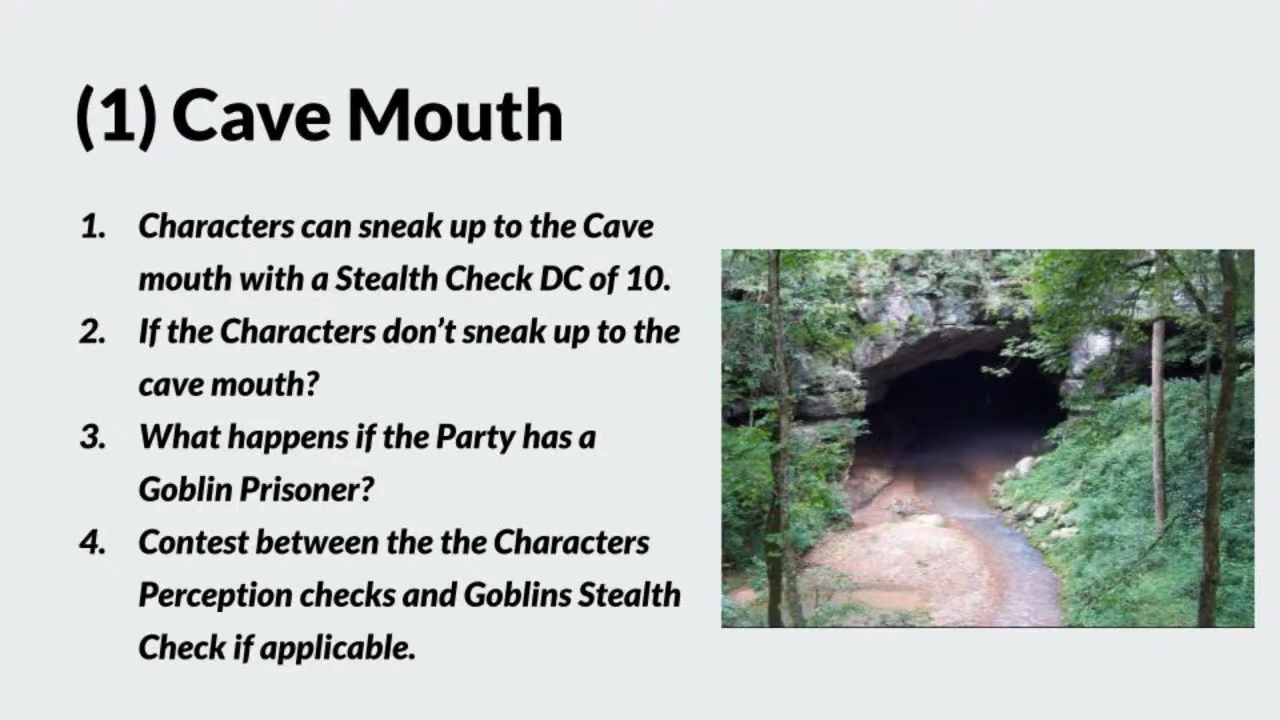 (1) Cave Mouth
1. Characters can sneak up to the Cave
mouth with a Stealth Check DC of 10.
2. If the Characters don’t sneak up to the
cave mouth?
3. What happens if the Party has a
Goblin Prisoner?
4. Contest between the the Characters
Perception checks and Goblins Stealth
Check if applicable.